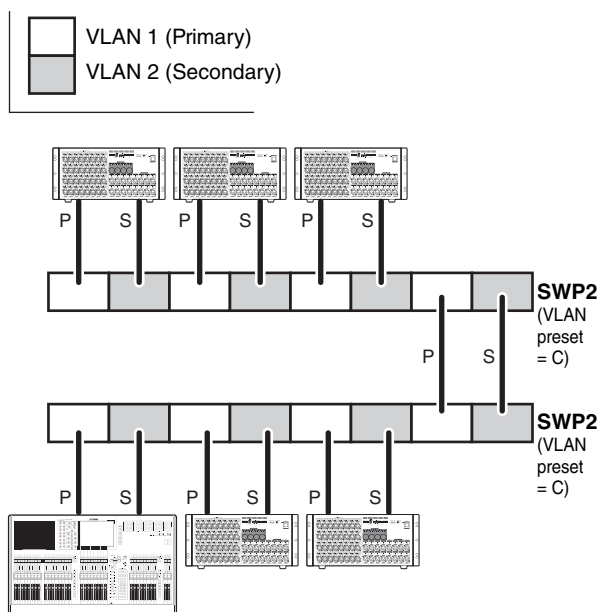 VLAN 1 (Primary)
VLAN 2 (Secondary)
P S P S P S
SWP2
(VLAN
preset
= C)
P S
SWP2
(VLAN
preset
= C)
P S P S P S